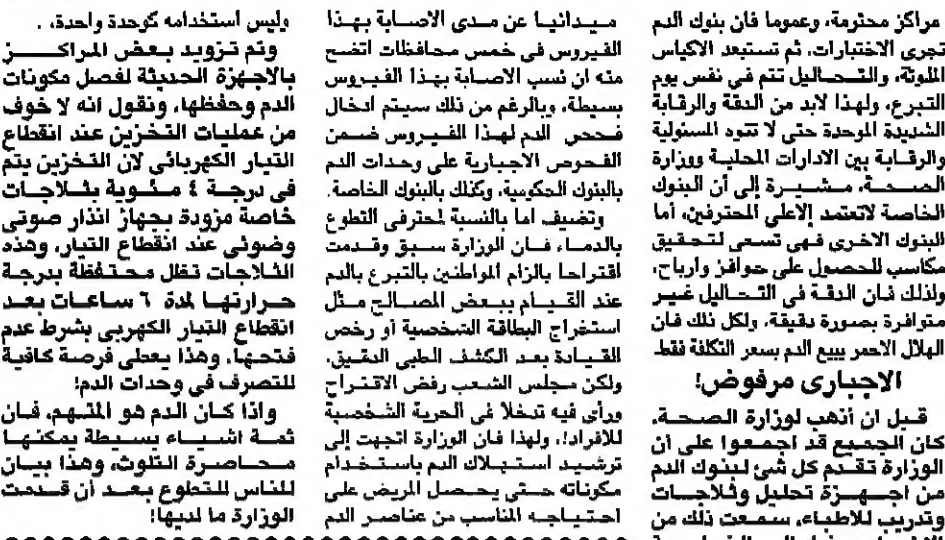 مراكز محترمة، وعموما فان بنوك الدم
تجرى الاختبارات، ثم تستبعد الاكياس
الملوثة، والتحاليل تتم فى نفس يوم
التبرع، ولهذا لابد من الدقة والرقابة
الشديدة الموحدة حتى لا تتوه المسئولية
والرقابة بين الادارات المحلية ووزارة
الصحة، مشيرة إلى أن البنوك
الخاصة لاتعتمد إلاعلى المحترفين، أما
البنوك الاخرى فهى تسعى لتحقيق
مكاسب للحصول على حوافز وارباح،
ولذلك فان الدقة فى التحاليل غير
متوافرة بصورة دقيقة، ولكل ذلك فان
الهلال الاحمر يبيع الدم بسعر التكلفة فقط.
الاجبارى مرفوض!
قبل ان أذهب لوزارة الصحة،
كان الجميع قد اجمعوا على ان
الوزارة تقدم كل شئ لبنوك الدم
من اجهزة تحليل وثلاجات
وتدريب للاطباء، سمعت ذلك من
ميدانيا عن مدى الاصابة بهذا
الفيروس فى خمس محافظات اتضح
منه ان نسب الاصابة بهذا الفيروس
بسيطة، وبالرغم من ذلك سيتم ادخال
فحص الدم لهذا الفيروس ضمن
الفحوص الاجبارية على وحدات الدم
بالبنوك الحكومية، وكذلك بالبنوك الخاصة.
وتضيف اما بالنسبة لمحترفى التطوع
بالدماء فان الوزارة سبق وقدمت
اقتراحا بالزام المواطنين بالتبرع بالدم
عند القيام ببعض المصالح مثل
استخراج البطاقة الشخصية أو رخص
القيادة بعد الكشف الطبى الدقيق،
ولكن مجلس الشعب رفض الاقتراح
ورأى فيه تدخلا فى الحرية الشخصية
للافراد!، ولهذا فان الوزارة اتجهت إلى
ترشيد استهلاك الدم باستخدام
مكوناته حتى يحصل المريض على
احتياجه المناسب من عناصر الدم
وليس استخدامه كوحدة واحدة، .
وتم تزويد بعض المراكز
بالاجهزة الحديثة لفصل مكونات
الدم وحفظها، ونقول انه لا خوف
من عمليات التخزين عند انقطاع
التيار الكهربائى لان التخزين يتم
فى درجة ٤ مئوية بثلاجات
خاصة مزودة بجهاز انذار صوتى
وضوئى عند انقطاع التيار، وهذه
الثلاجات تظل محتفظة بدرجة
حرارتها لمدة ٦ ساعات بعد
انقطاع التيار الكهربى بشرط عدم
فتحها، وهذا يعطى فرصة كافية
للتصرف فى وحدات الدم!
واذا كان الدم هو المتهم، فان
ثمة اشياء بسيطة يمكنها
محاصرة التلوث، وهذا بيان
للناس للتطوع بعد أن قدمت
الوزارة ما لديها!